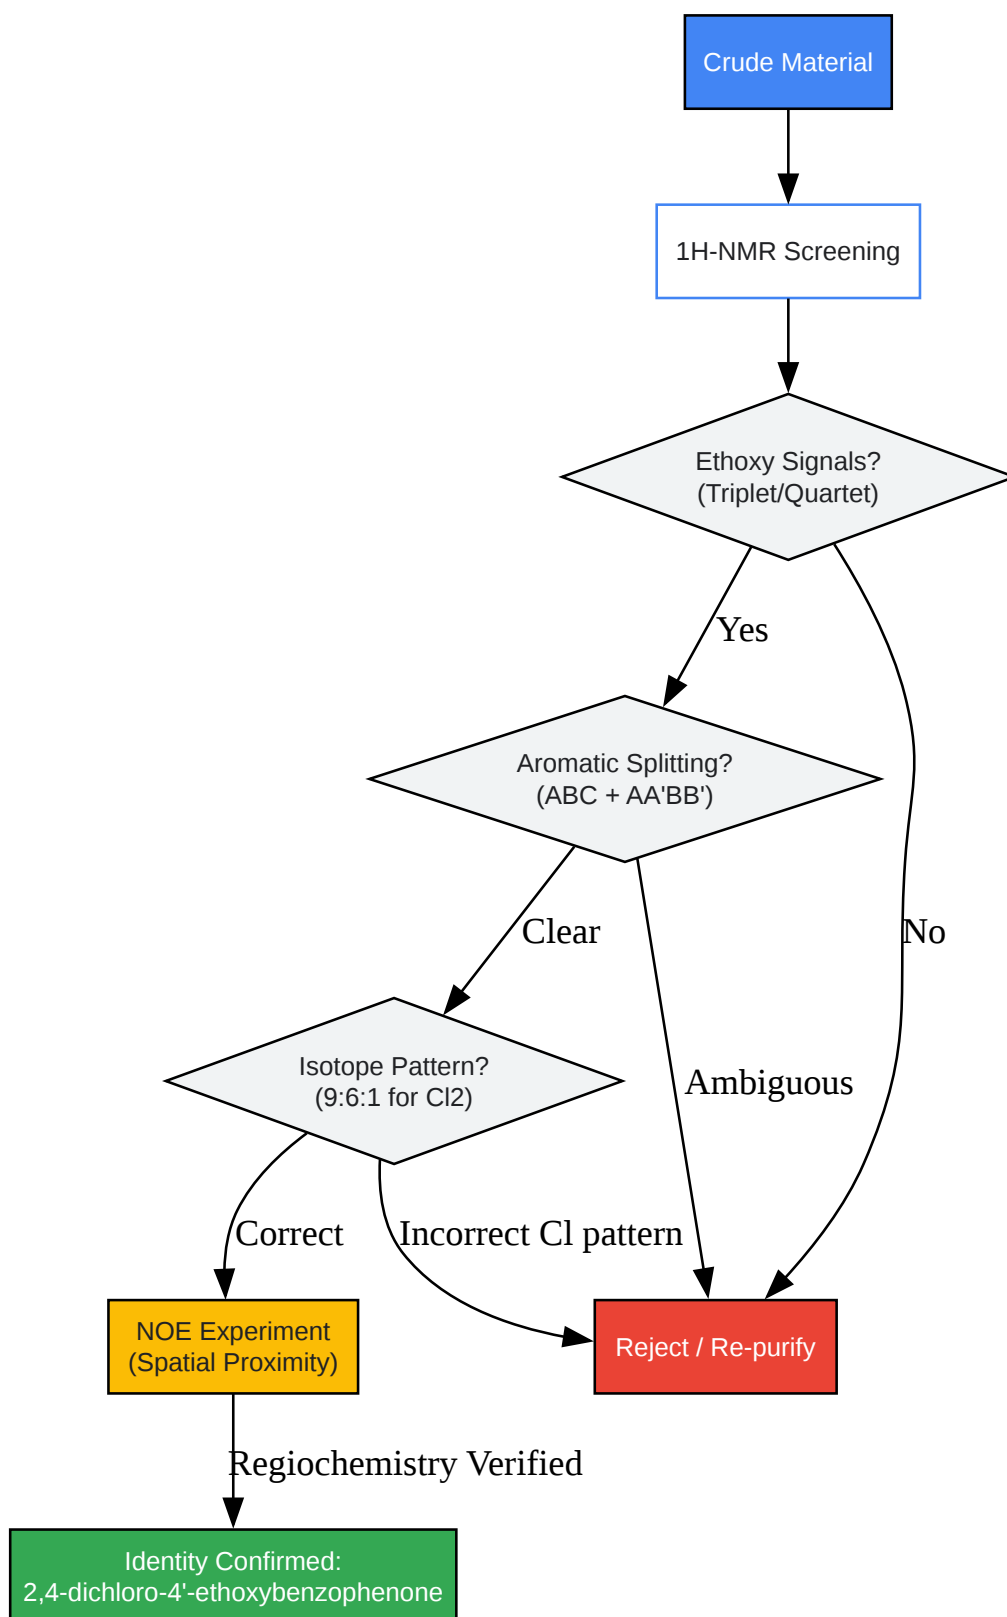 Crude Material
1H-NMR Screening
Ethoxy Signals?
(Triplet/Quartet)
Yes
Aromatic Splitting?
(ABC + AA'BB')
Clear
No
Isotope Pattern?
(9:6:1 for Cl2)
Ambiguous
Correct
Incorrect Cl pattern
NOE Experiment
(Spatial Proximity)
Reject / Re-purify
Regiochemistry Verified
Identity Confirmed:
2,4-dichloro-4'-ethoxybenzophenone